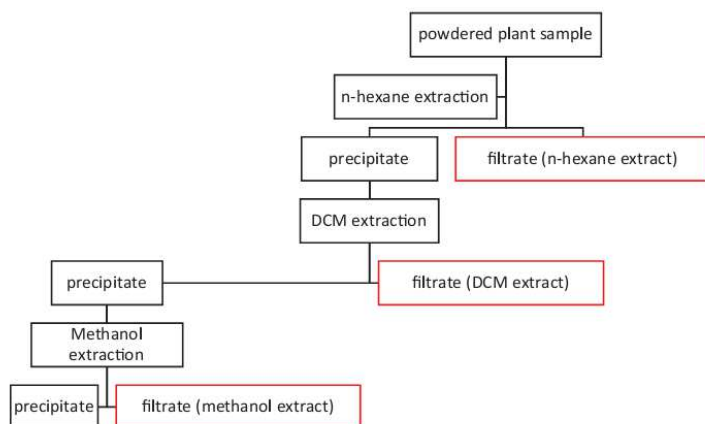 powdered plant sample
n-hexane extraction
precipitate
filtrate (n-hexane extract)
DCM extraction
precipitate
filtrate (DCM extract)
Methanol
extraction
precipitate
filtrate (methanol extract)